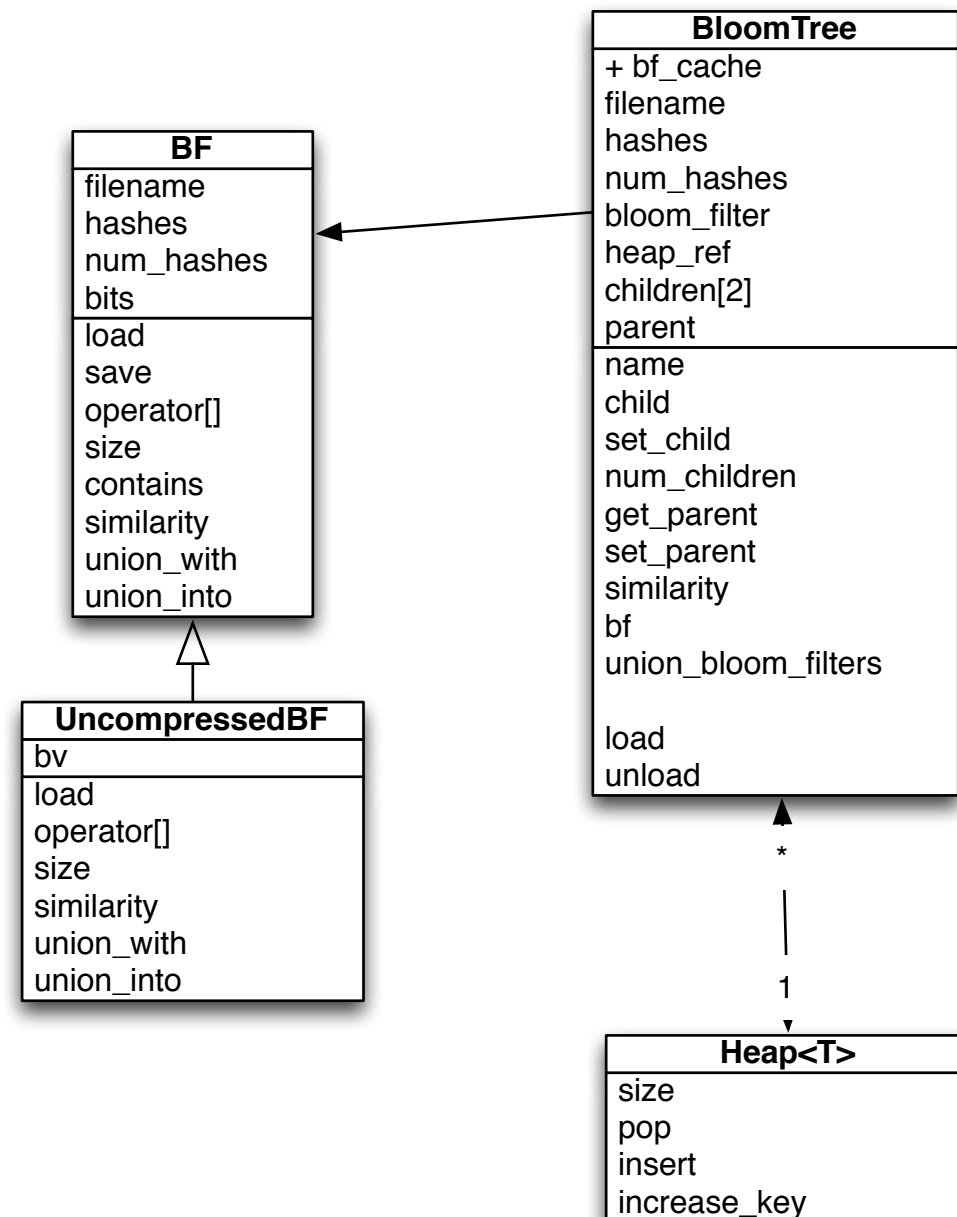 BloomTree
+ bf_cache
filename
hashes
num_hashes
bloom_filter
heap_ref
children[2]
parent
name
child
set_child
num_children
get_parent
set_parent
similarity
bf
union_bloom_filters
load
unload
BF
filename
hashes
num_hashes
bits
load
save
operator[]
size
contains
similarity
union_with
union_into
UncompressedBF
bv
load
operator[]
size
similarity
union_with
union_into
*
1
Heap<T>
size
pop
insert
increase_key